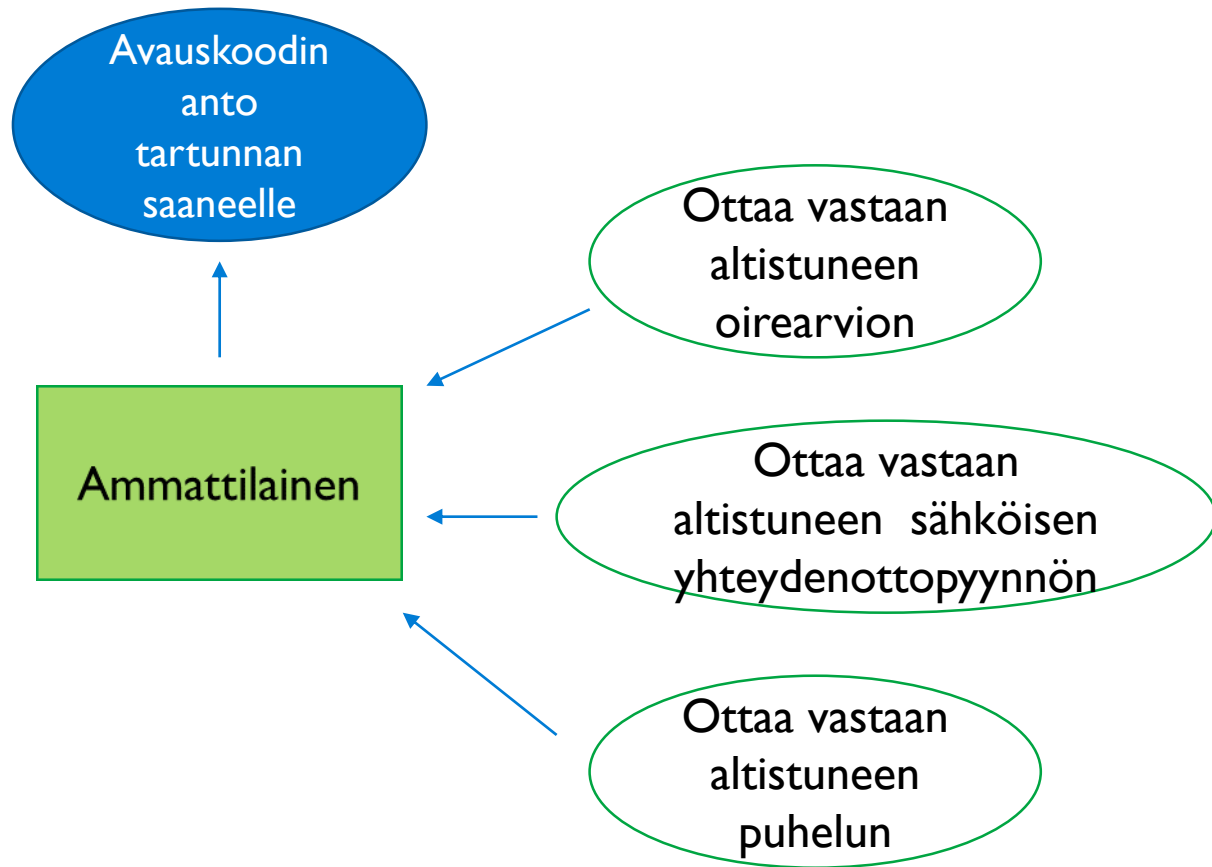 Avauskoodin
anto
tartunnan
saaneelle
Ottaa vastaan
altistuneen
oirearvion
Ammattilainen
Ottaa vastaan
altistuneen sähköisen
yhteydenottopyynnön
Ottaa vastaan
altistuneen
puhelun